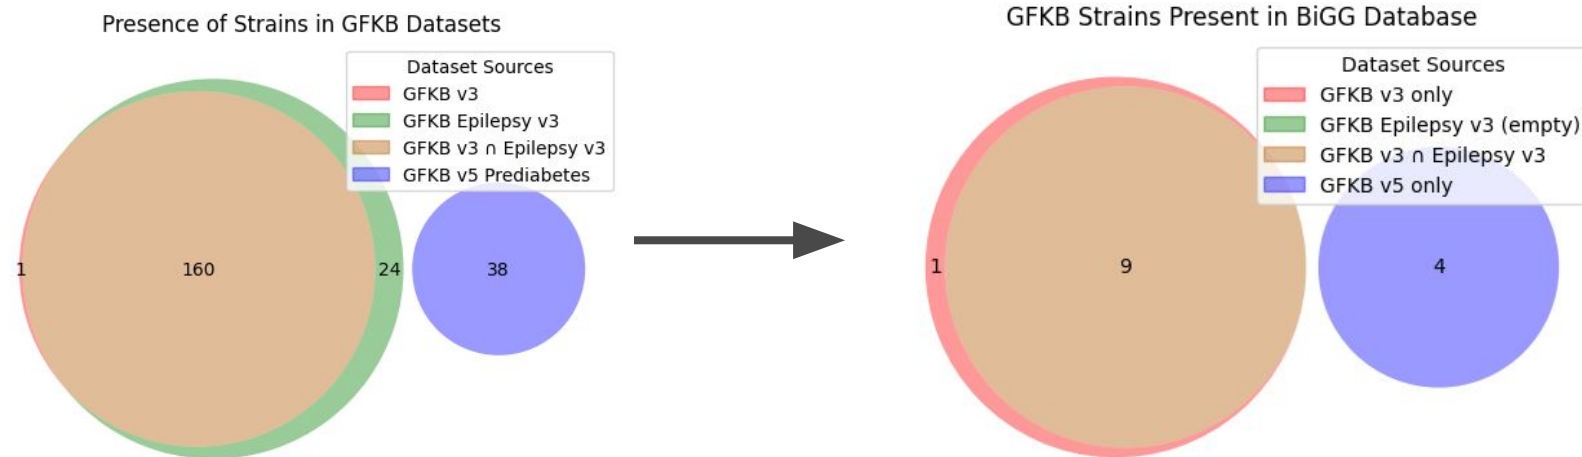 Presence of Strains in GFKB Datasets
Dataset Sources
GFKB v3
GFKB Epilepsy v3
GFKB v3 ∩ Epilepsy v3
GFKB v5 Prediabetes
1
160
24
38
GFKB Strains Present in BiGG Database
Dataset Sources
GFKB v3 only
GFKB Epilepsy v3 (empty)
GFKB v3 ∩ Epilepsy v3
GFKB v5 only
1
9
4